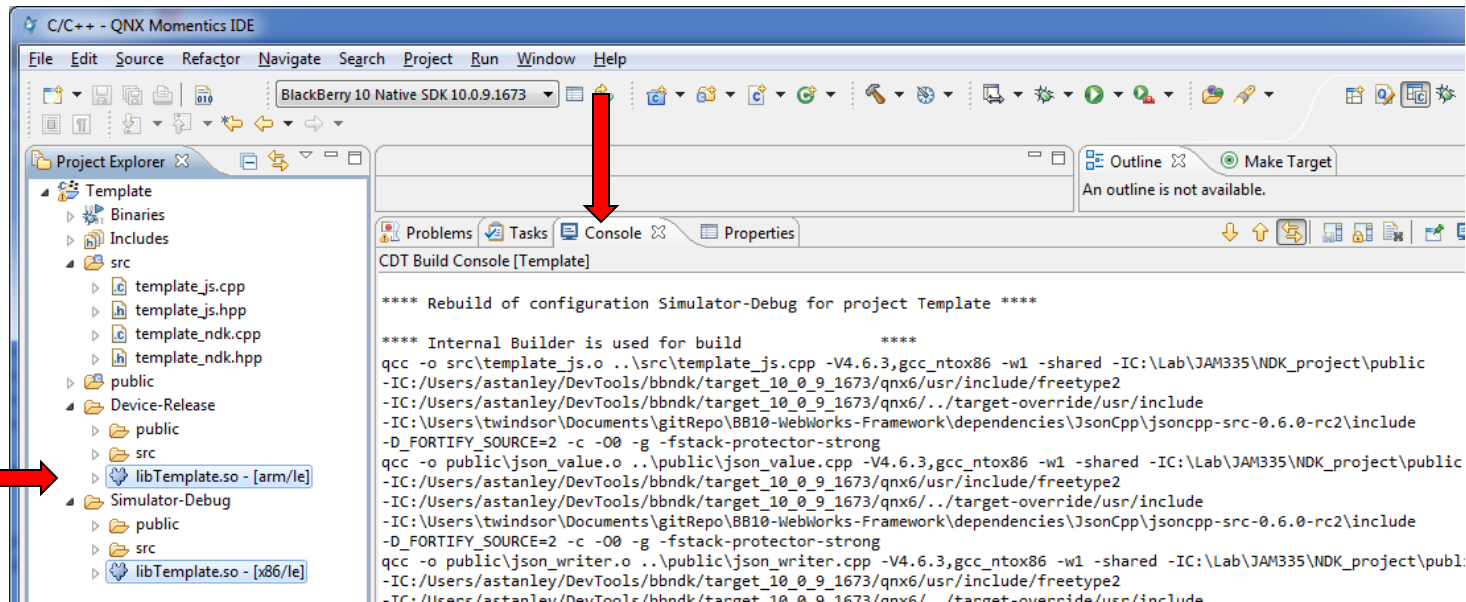 C/C++ - QNX Momentics IDE
File Edit Source Refactor Navigate Search Project Run Window Help
BlackBerry 10 Native SDK 10.0.9.1673
Project Explorer
Outline
Make Target
Template
An outline is not available.
Binaries
Includes
src
template_js.cpp
template_js.hpp
template_ndk.cpp
template_ndk.hpp
public
Device-Release
public
src
libTemplate.so - [arm/le]
Simulator-Debug
public
src
libTemplate.so - [x86/le]
Problems Tasks Console Properties
CDT Build Console [Template]
**** Rebuild of configuration Simulator-Debug for project Template ****
**** Internal Builder is used for build ****
qcc -o src\template_js.o ..\src\template_js.cpp -V4.6.3,gcc_ntox86 -w1 -shared -IC:\Lab\JAM335\NDK_project\public
-IC:/Users/astanley/DevTools/bbndk/target_10_0_9_1673/qnx6/usr/include/freetype2
-IC:/Users/astanley/DevTools/bbndk/target_10_0_9_1673/qnx6/../target-override/usr/include
-IC:\Users\twindsor\Documents\gitRepo\BB10-WebWorks-Framework\dependencies\JsonCpp\jsoncpp-src-0.6.0-rc2\include
-D_FORTIFY_SOURCE=2 -c -O0 -g -fstack-protector-strong
qcc -o public\json_value.o ..\public\json_value.cpp -V4.6.3,gcc_ntox86 -w1 -shared -IC:\Lab\JAM335\NDK_project\public
-IC:/Users/astanley/DevTools/bbndk/target_10_0_9_1673/qnx6/usr/include/freetype2
-IC:/Users/astanley/DevTools/bbndk/target_10_0_9_1673/qnx6/../target-override/usr/include
-IC:\Users\twindsor\Documents\gitRepo\BB10-WebWorks-Framework\dependencies\JsonCpp\jsoncpp-src-0.6.0-rc2\include
-D_FORTIFY_SOURCE=2 -c -O0 -g -fstack-protector-strong
qcc -o public\json_writer.o ..\public\json_writer.cpp -V4.6.3,gcc_ntox86 -w1 -shared -IC:\Lab\JAM335\NDK_project\publ
-IC:/Users/astanley/DevTools/bbndk/target_10_0_9_1673/qnx6/usr/include/freetype2
-IC:/Users/astanley/DevTools/bbndk/target_10_0_9_1673/qnx6/../target-override/usr/include